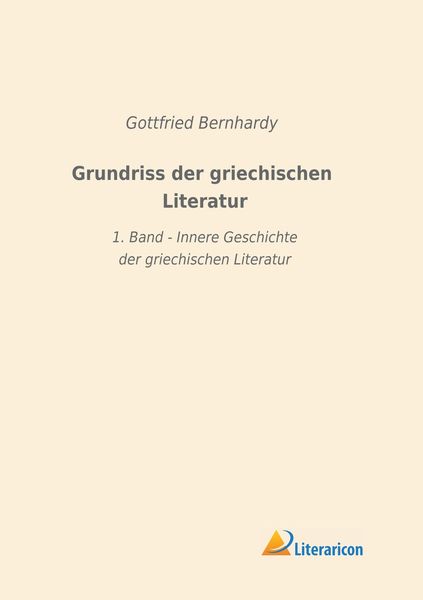 Gottfried Bernhardy
Grundriss der griechischen
Literatur
1. Band - Innere Geschichte
der griechischen Literatur
Literaricon